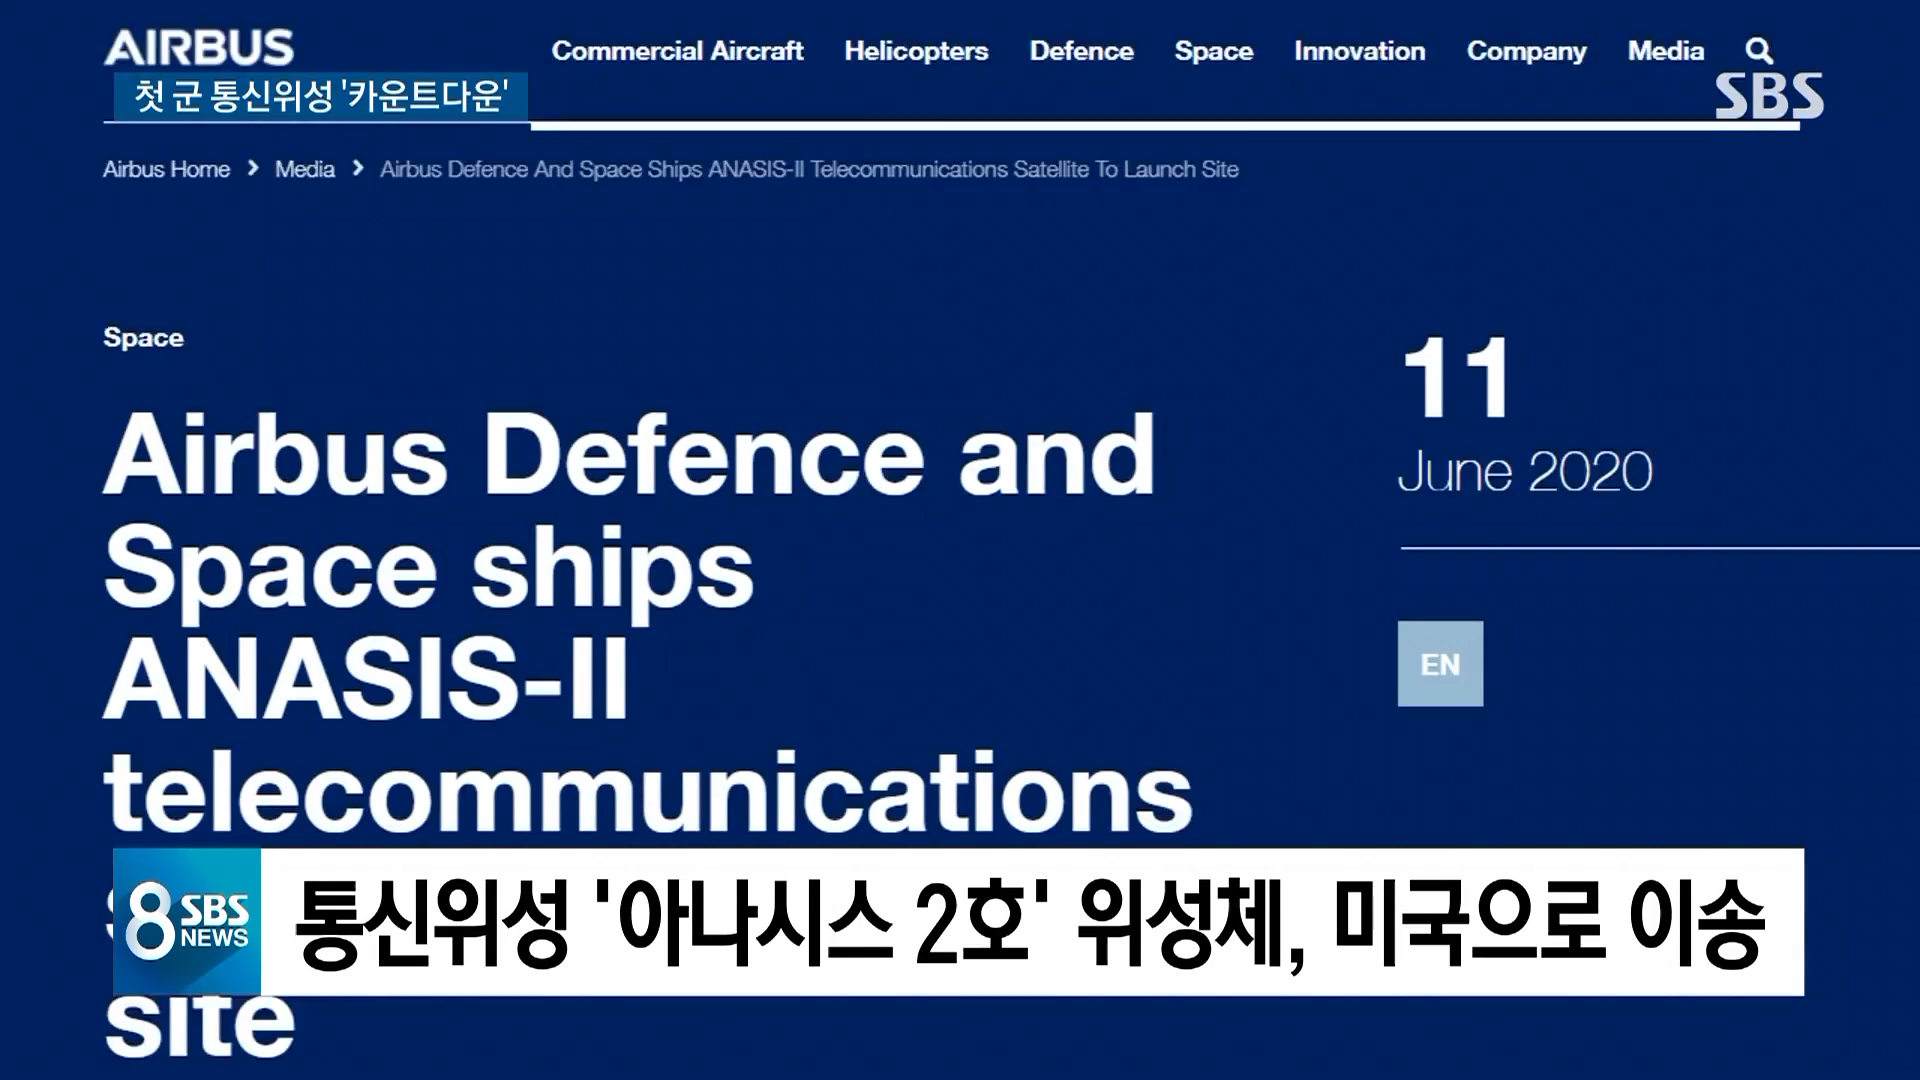 AIRBUS
Commercial Aircraft Helicopters Defence Space Innovation Company Media
SBS
첫 군 통신위성 '카운트다운'
Airbus Home > Media > Airbus Defence And Space Ships ANASIS-II Telecommunications Satellite To Launch Site
Space
11
June 2020
EN
Airbus Defence and
Space ships
ANASIS-II
telecommunications
8 SBS NEWS
통신위성 '아나시스 2호' 위성체, 미국으로 이송
site